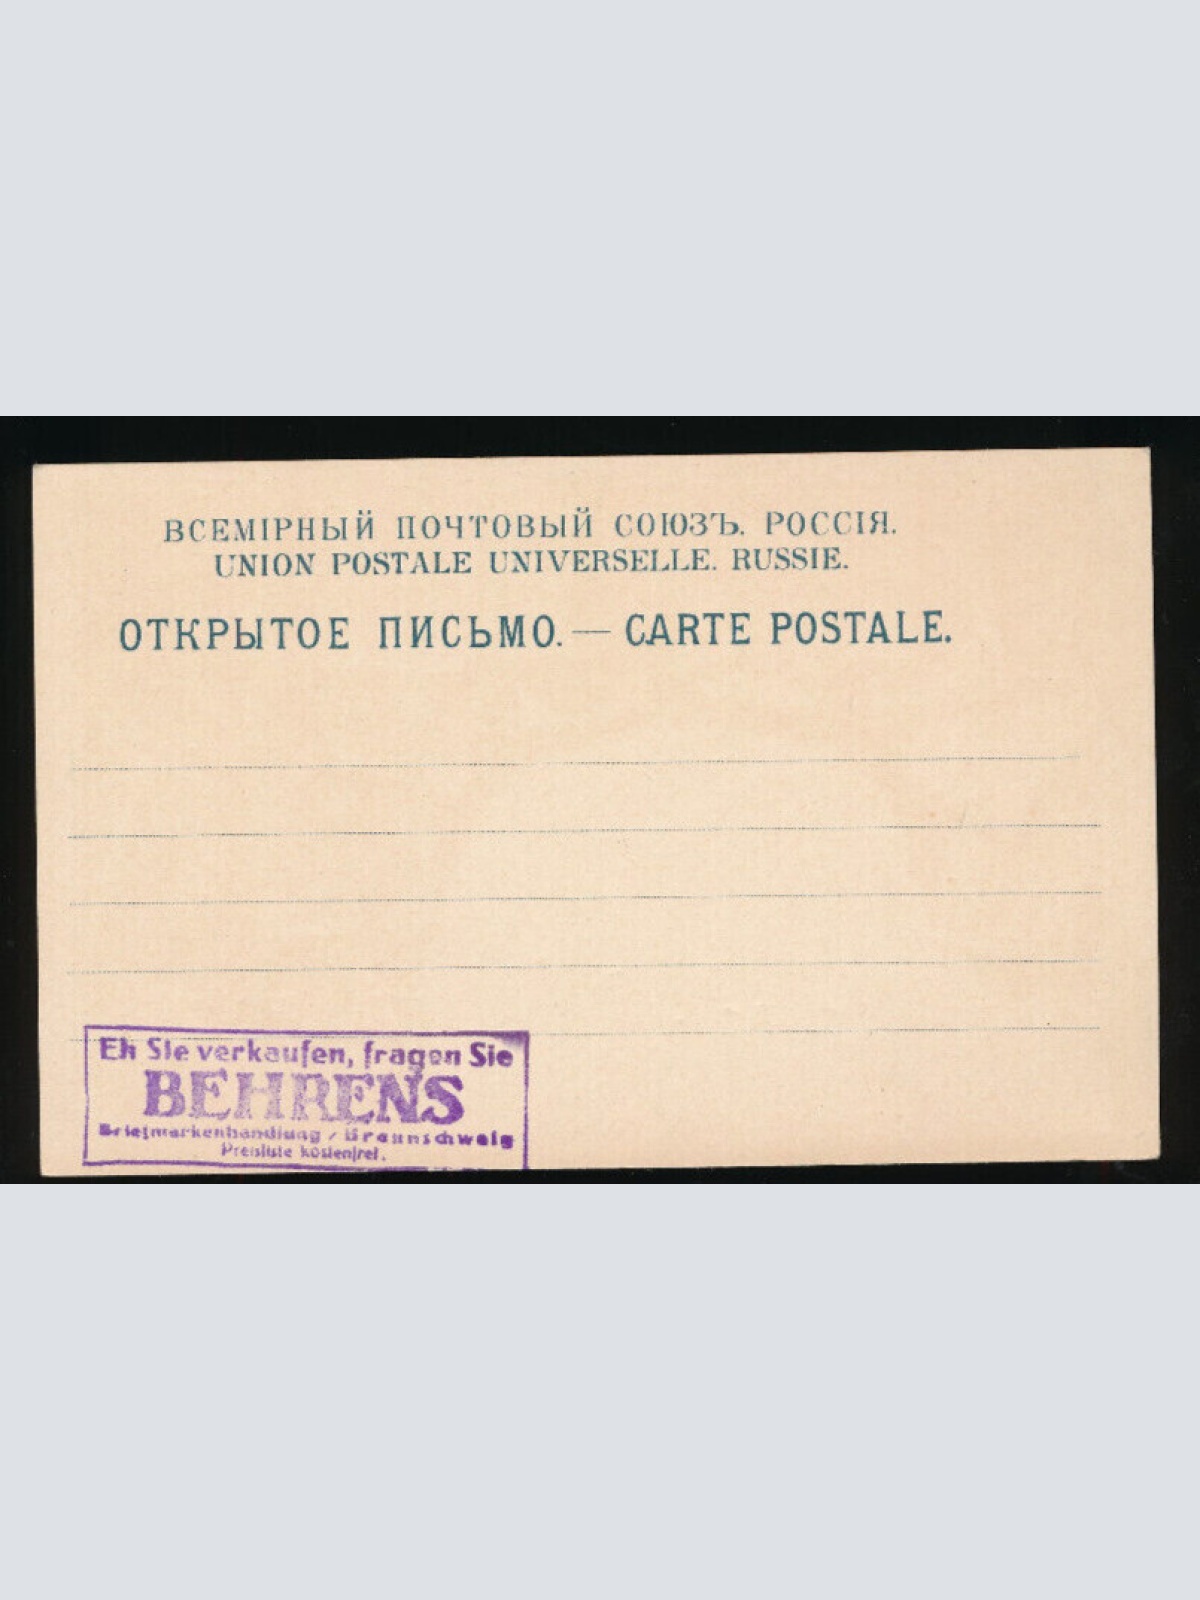 ВСЕМІРНЫЙ ПОЧТОВЫЙ СОЮЗЪ. РОССІЯ.
UNION POSTALE UNIVERSELLE. RUSSIE.
ОТКРЫТОЕ ПИСЬМО.— CARTE POSTALE.
Eh Sie verkaufen, fragen Sie
BEHRENS
Briefmarkenhandlung / Braunschweig
Preisliste kostenfrei.